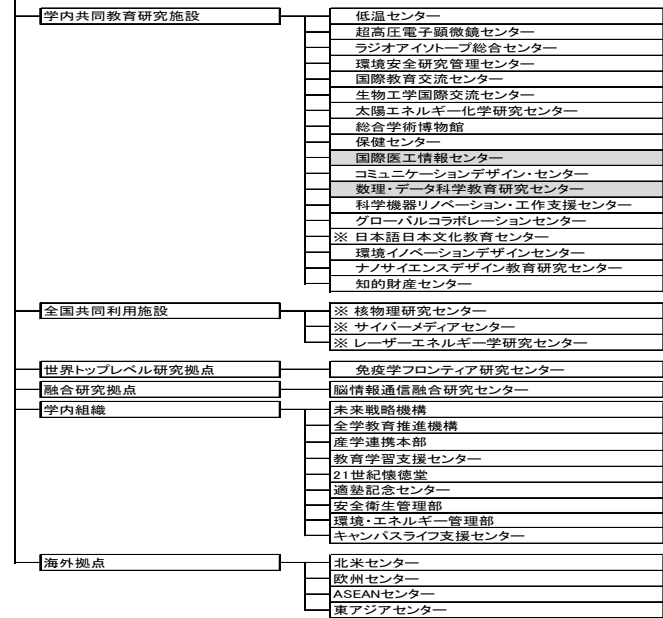 学内共同教育研究施設
低温センター
超高圧電子顕微鏡センター
ラジオアイソトープ総合センター
環境安全研究管理センター
国際教育交流センター
生物工学国際交流センター
太陽エネルギー化学研究センター
総合学術博物館
保健センター
国際医工情報センター
コミュニケーションデザイン・センター
数理・データ科学教育研究センター
科学機器リノベーション・工作支援センター
グローバルコラボレーションセンター
※ 日本語日本文化教育センター
環境イノベーションデザインセンター
ナノサイエンスデザイン教育研究センター
知的財産センター
全国共同利用施設
※ 核物理研究センター
※ サイバーメディアセンター
※ レーザーエネルギー学研究センター
世界トップレベル研究拠点
免疫学フロンティア研究センター
融合研究拠点
脳情報通信融合研究センター
学内組織
未来戦略機構
全学教育推進機構
産学連携本部
教育学習支援センター
21世紀懐徳堂
適塾記念センター
安全衛生管理部
環境・エネルギー管理部
キャンパスライフ支援センター
海外拠点
北米センター
欧州センター
ASEANセンター
東アジアセンター